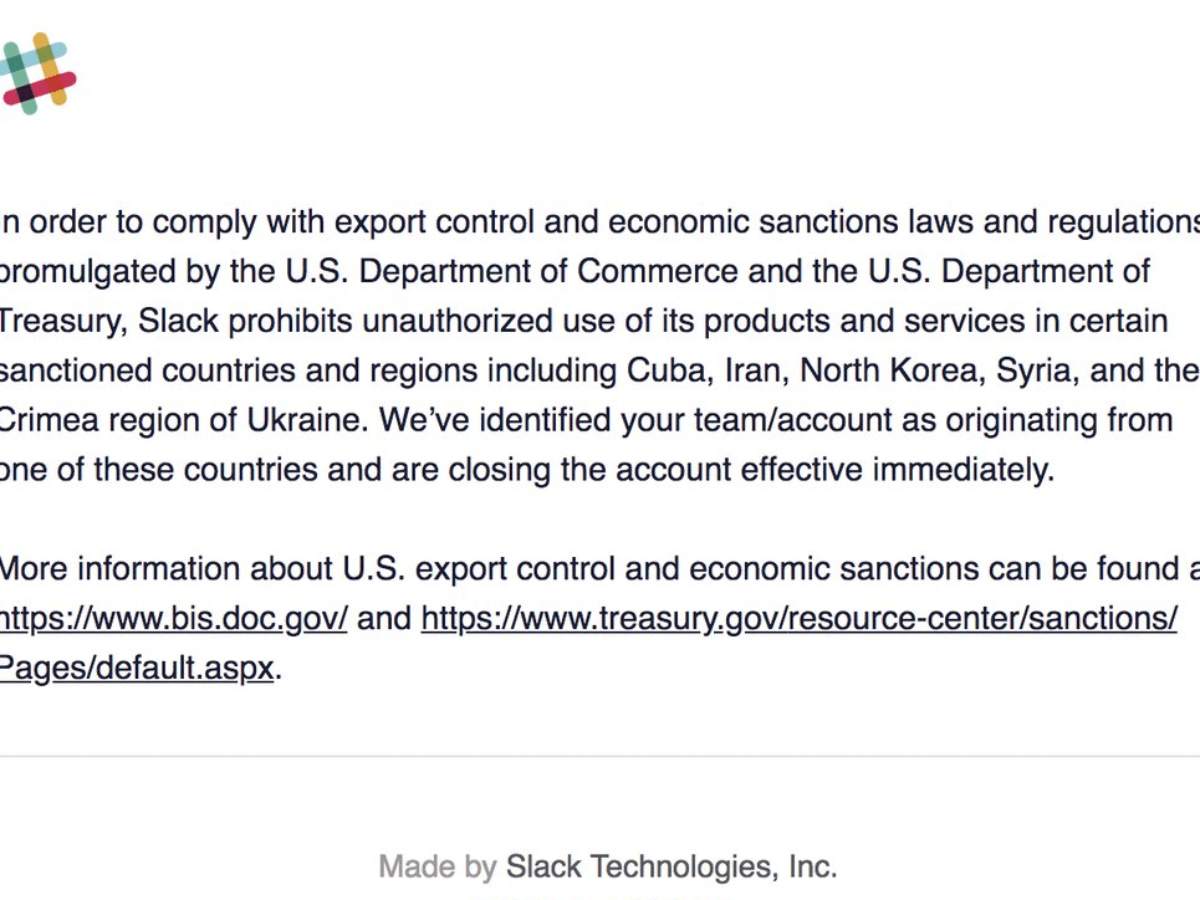 In order to comply with export control and economic sanctions laws and regulations
promulgated by the U.S. Department of Commerce and the U.S. Department of
Treasury, Slack prohibits unauthorized use of its products and services in certain
sanctioned countries and regions including Cuba, Iran, North Korea, Syria, and the
Crimea region of Ukraine. We’ve identified your team/account as originating from
one of these countries and are closing the account effective immediately.
More information about U.S. export control and economic sanctions can be found
https://www.bis.doc.gov/ and https://www.treasury.gov/resource-center/sanctions/
Pages/default.aspx.
Made by Slack Technologies, Inc.